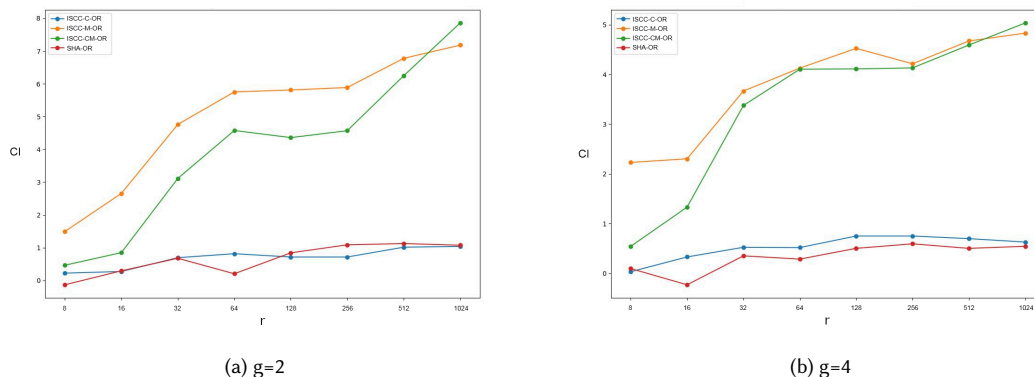 ISCC-C-OR
ISCC-M-OR
ISCC-CM-OR
SHA-OR
8
7
6
5
4
3
2
1
0
CI
8 16 32 64 128 256 512 1024
r
(a) g=2
ISCC-C-OR
ISCC-M-OR
ISCC-CM-OR
SHA-OR
5
4
3
2
1
0
CI
8 16 32 64 128 256 512 1024
r
(b) g=4